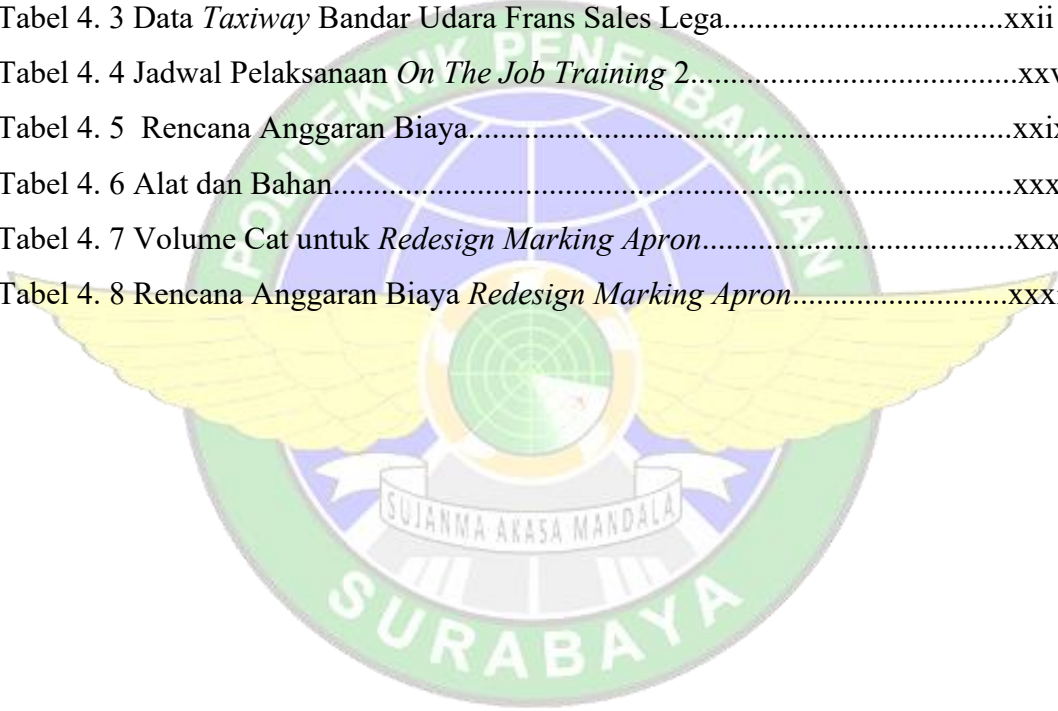 Tabel 4. 3 Data Taxiway Bandar Udara Frans Sales Lega....................................xxii
Tabel 4. 4 Jadwal Pelaksanaan On The Job Training 2.........................................xxv
Tabel 4. 5 Rencana Anggaran Biaya......................................................................xxix
Tabel 4. 6 Alat dan Bahan.......................................................................................xxx
Tabel 4. 7 Volume Cat untuk Redesign Marking Apron........................................xxx
Tabel 4. 8 Rencana Anggaran Biaya Redesign Marking Apron............................xxx
POLITEKNIK PENERBANGAN
SUJANMA AKASA MANDALA
SURABAYA